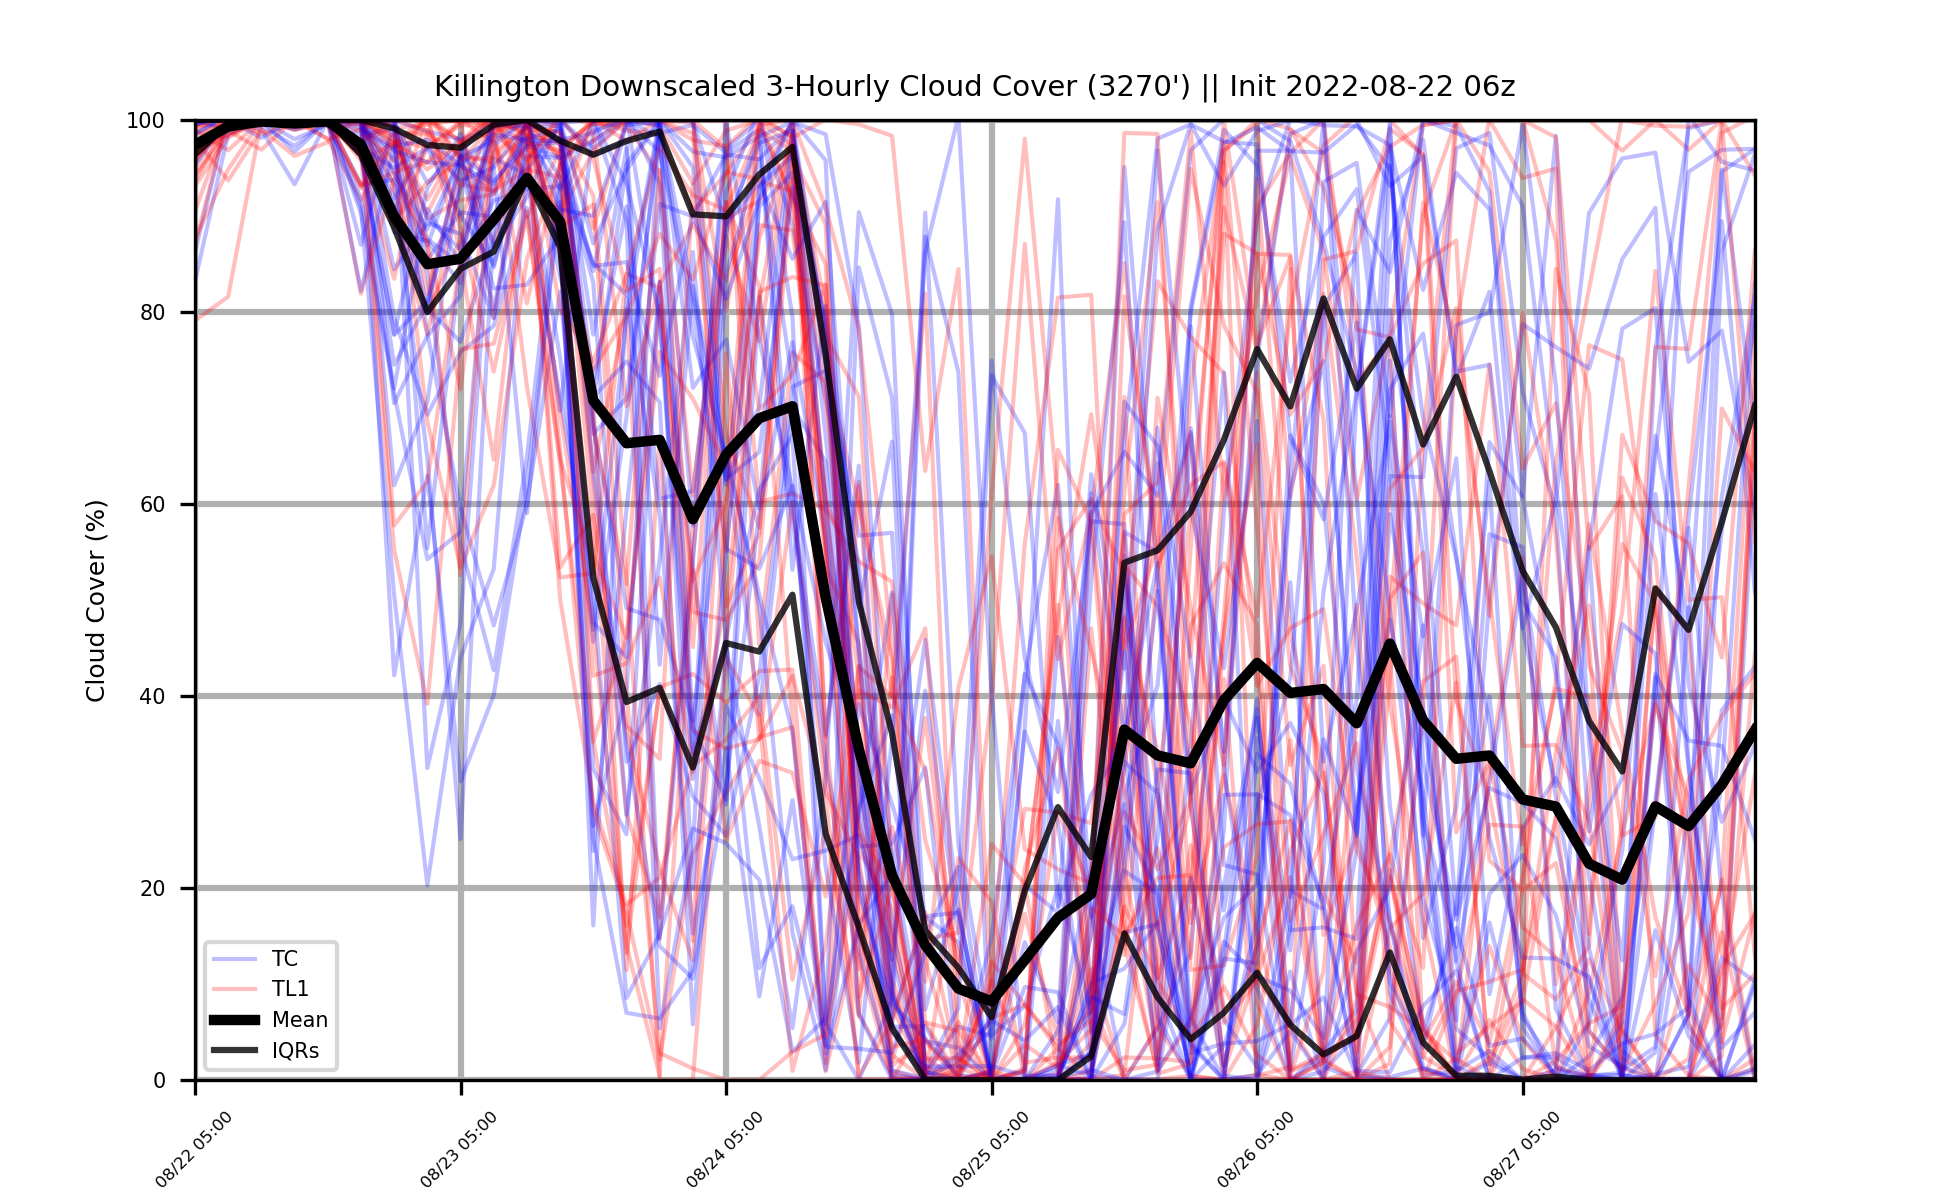 Killington Downscaled 3-Hourly Cloud Cover (3270') || Init 2022-08-22 06z
Cloud Cover (%)
100
80
60
40
20
0
TC
TL1
Mean
IQRs
08/22 05:00
08/23 05:00
08/24 05:00
08/25 05:00
08/26 05:00
08/27 05:00